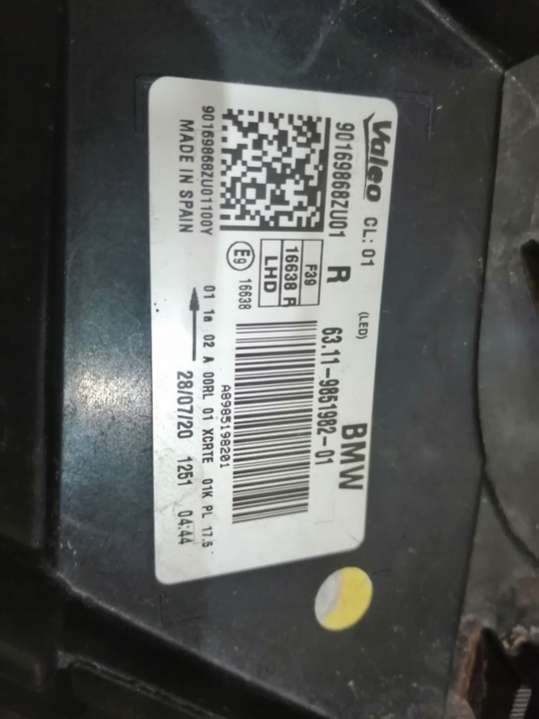 Valeo CL: 01
90169868ZU01 R
(LED)
BMW
63.11-9851982-01
F39
16638 R
LHD
E9 16638
A8985198201
90169868ZU01100Y
MADE IN SPAIN
01 1a 02 A 00RL 01 XCRTE 01K PL 17.5
28/07/20 1251 04:44